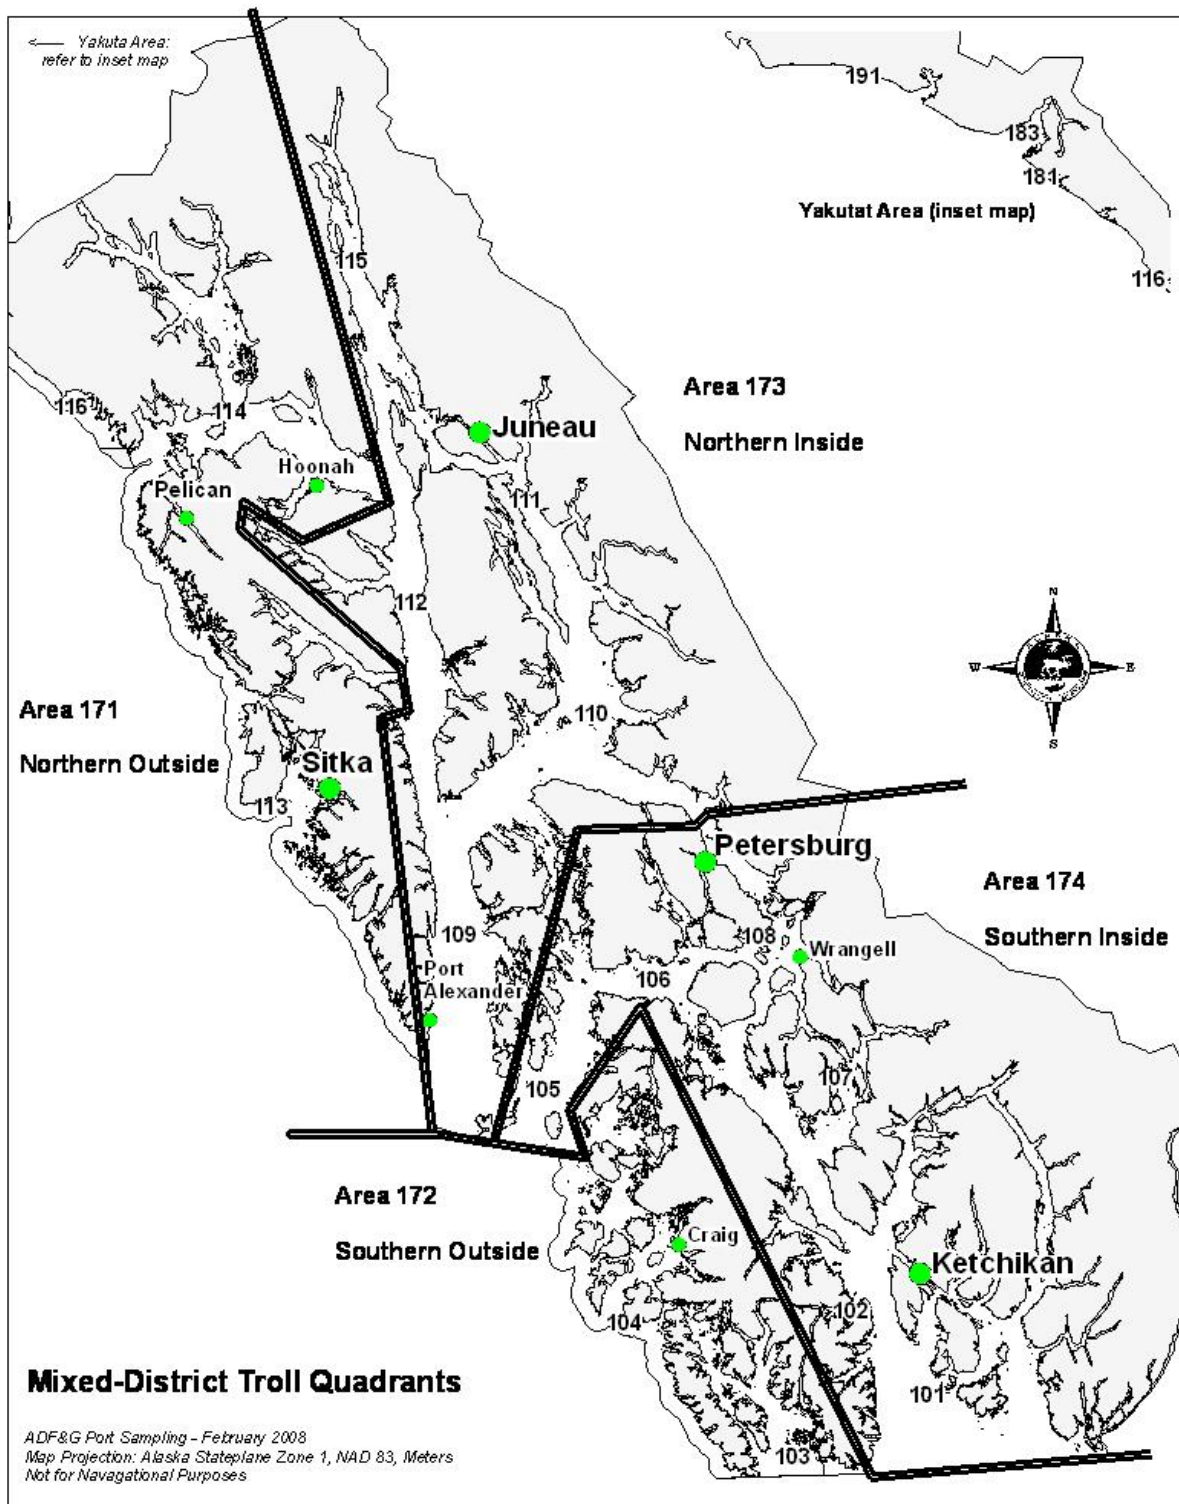 <— Yakuta Area:
refer to inset map
191
183
181
Yakutat Area (inset map)
116
115
Area 173
Northern Inside
116
114
Juneau
Hoonah
Pelican
111
112
N
W
E
S
Area 171
Northern Outside
110
Sitka
113
Petersburg
Area 174
Southern Inside
109
108
Wrangell
Port
Alexander
106
107
105
Area 172
Southern Outside
Craig
Ketchikan
104
102
101
Mixed-District Troll Quadrants
103
ADF&G Port Sampling - February 2008
Map Projection: Alaska Stateplane Zone 1, NAD 83, Meters
Not for Navagational Purposes